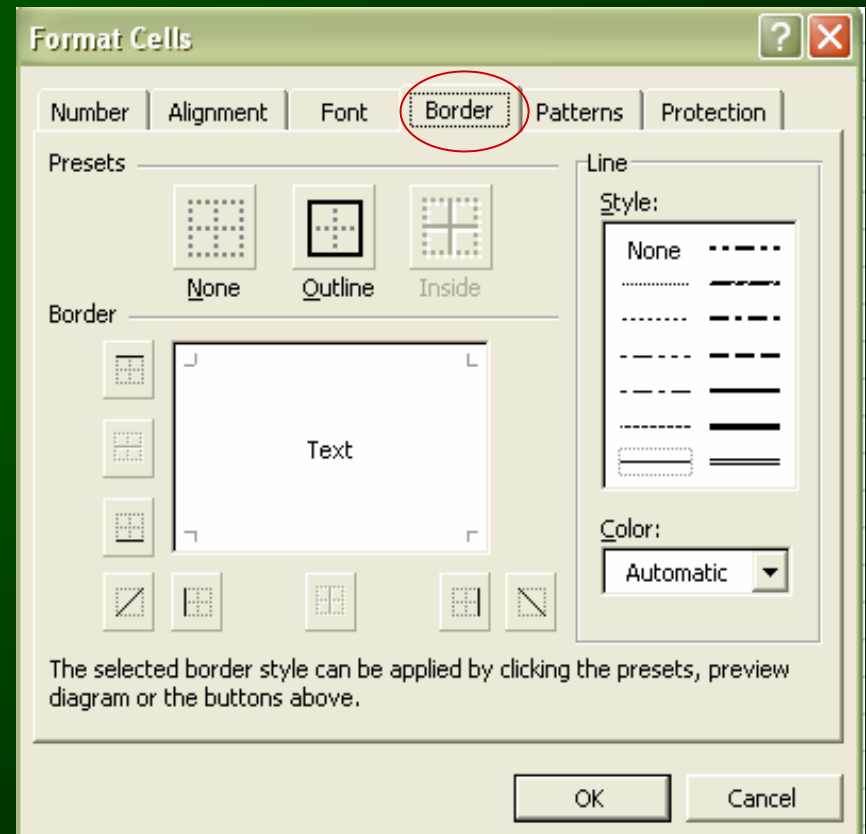 Format Cells
Number Alignment Font Border Patterns Protection
Presets
None Outline Inside
Border
Text
Line
Style:
None
Color:
Automatic
The selected border style can be applied by clicking the presets, preview
diagram or the buttons above.
OK Cancel